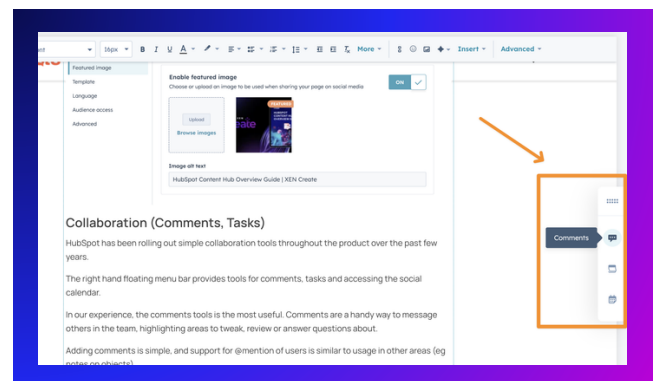 16px B I U A More Insert Advanced
Featured Image
Template
Language
Audience access
Advanced
Enable featured image
Choose or upload an image to be used when sharing your page on social media
ON
Upload
Browse images
Image alt text
HubSpot Content Hub Overview Guide | XEN Create
Collaboration (Comments, Tasks)
HubSpot has been rolling out simple collaboration tools throughout the product over the past few
years.
The right hand floating menu bar provides tools for comments, tasks and accessing the social
calendar.
In our experience, the comments tools is the most useful. Comments are a handy way to message
others in the team, highlighting areas to tweak, review or answer questions about.
Adding comments is simple, and support for @mention of users is similar to usage in other areas (eg
notes on objects)
Comments